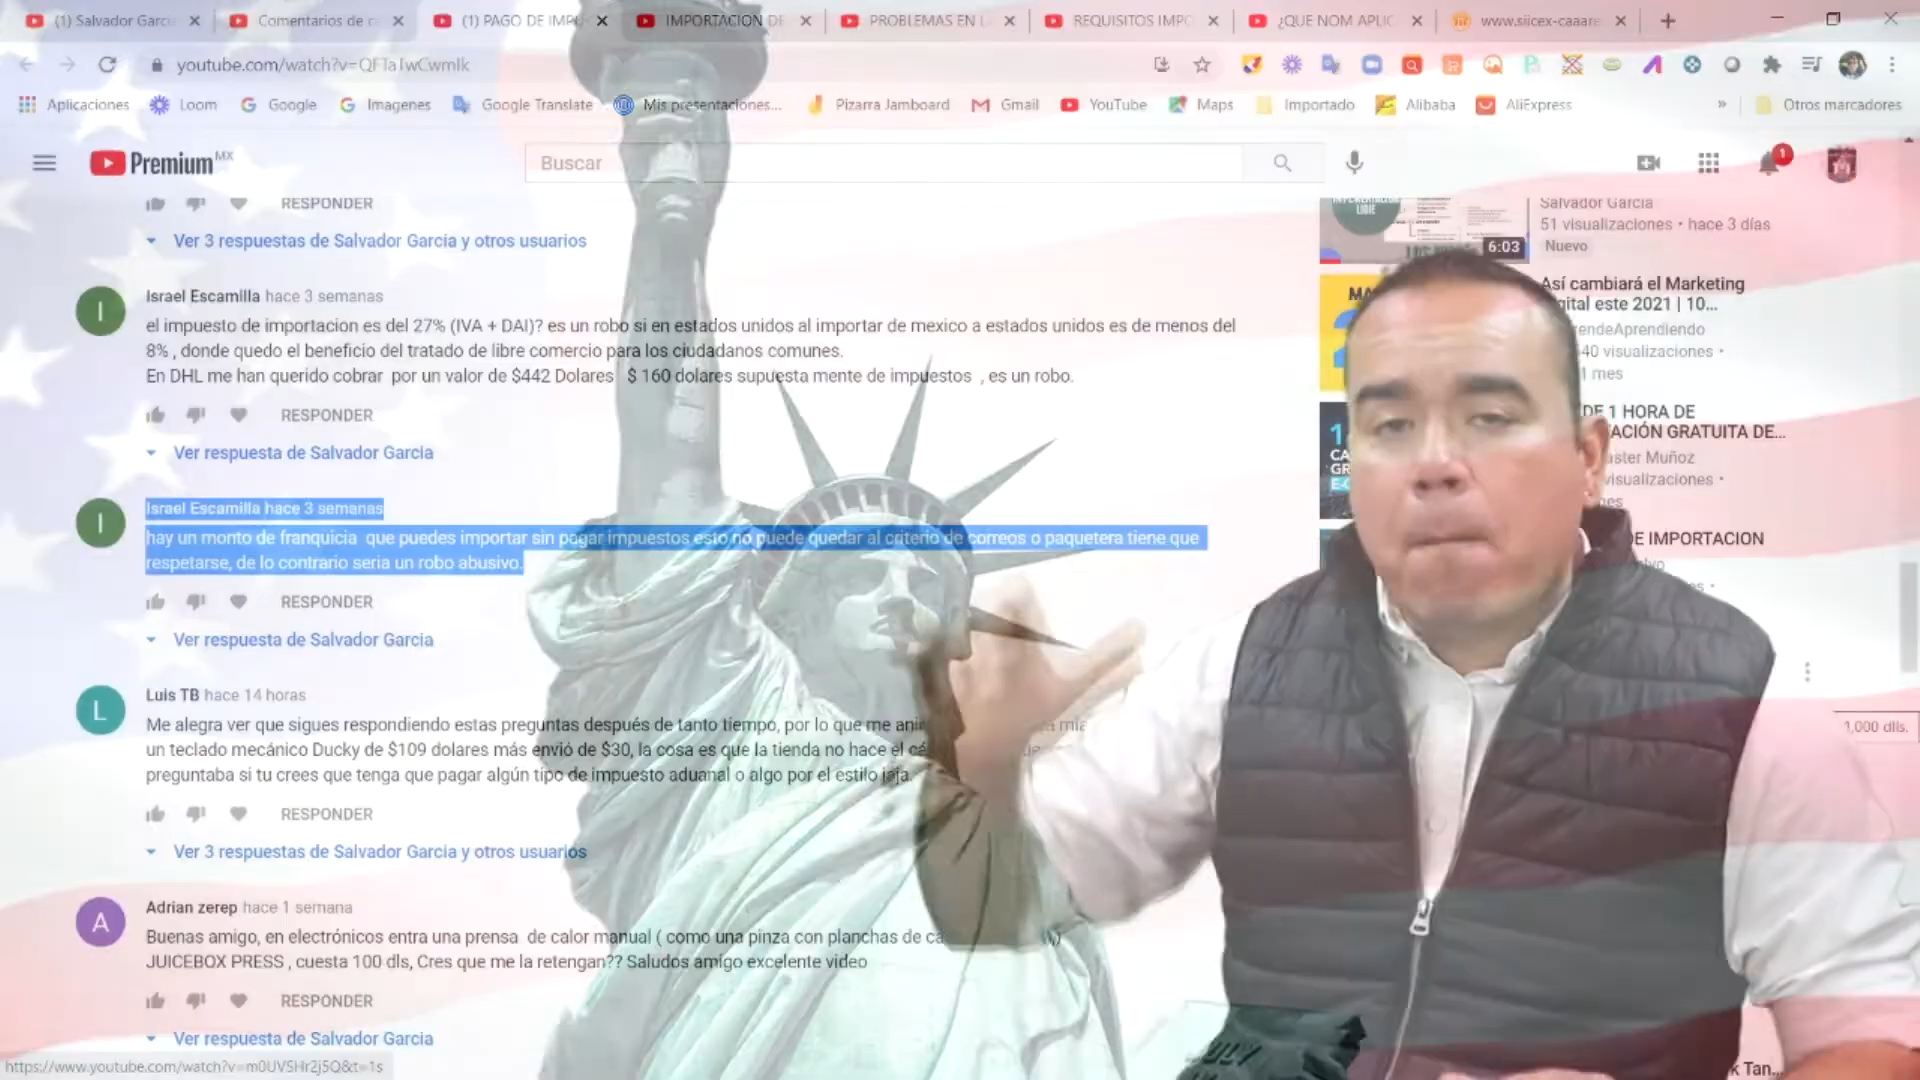 (1) Salvador Garci
Comentarios de c
(1) PAGO DE IMPU
IMPORTACION DE
PROBLEMAS EN L
REQUISITOS IMPO
¿QUE NOM APLIC
www.siicex-caaare
youtube.com/watch?v=QFTa1wCwmlk
Aplicaciones
Loom
Google
Imagenes
Google Translate
Mis presentaciones...
Pizarra Jamboard
Gmail
YouTube
Maps
Importado
Alibaba
AliExpress
»
Otros marcadores
Premium MX
Buscar
1
RESPONDER
Ver 3 respuestas de Salvador Garcia y otros usuarios
Israel Escamilla hace 3 semanas
el impuesto de importacion es del 27% (IVA + DAI)? es un robo si en estados unidos al importar de mexico a estados unidos es de menos del
8% , donde quedo el beneficio del tratado de libre comercio para los ciudadanos comunes.
En DHL me han querido cobrar por un valor de $442 Dolares $ 160 dolares supuesta mente de impuestos , es un robo.
RESPONDER
Ver respuesta de Salvador Garcia
I
Israel Escamilla hace 3 semanas
hay un monto de franquicia que puedes importar sin pagar impuestos esto no puede quedar al criterio de correos o paquetera tiene que
respetarse, de lo contrario seria un robo abusivo.
I
RESPONDER
Ver respuesta de Salvador Garcia
L
Luis TB hace 14 horas
Me alegra ver que sigues respondiendo estas preguntas después de tanto tiempo, por lo que me ani
un teclado mecánico Ducky de $109 dolares más envió de $30, la cosa es que la tienda no hace el cá
preguntaba si tu crees que tenga que pagar algún tipo de impuesto aduanal o algo por el estilo jaja.
RESPONDER
Ver 3 respuestas de Salvador Garcia y otros usuarios
A
Adrian zerep hace 1 semana
Buenas amigo, en electrónicos entra una prensa de calor manual ( como una pinza con planchas de ca
JUICEBOX PRESS , cuesta 100 dls, Cres que me la retengan?? Saludos amigo excelente video
RESPONDER
Ver respuesta de Salvador Garcia
https://www.youtube.com/watch?v=m0UVSHr2j5Q&t=1s
LIBRE
6:03
Salvador Garcia
51 visualizaciones • hace 3 días
Nuevo
Así cambiará el Marketing
gital este 2021 | 10...
rendeAprendiendo
40 visualizaciones •
1 mes
DE 1 HORA DE
ACIÓN GRATUITA DE...
aster Muñoz
visualizaciones •
E IMPORTACION
1,000 dlls.
k Tan...